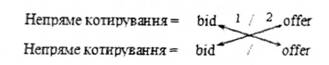 Непряме котирування = bid 1 / 2 offer
Непряме котирування = bid / offer